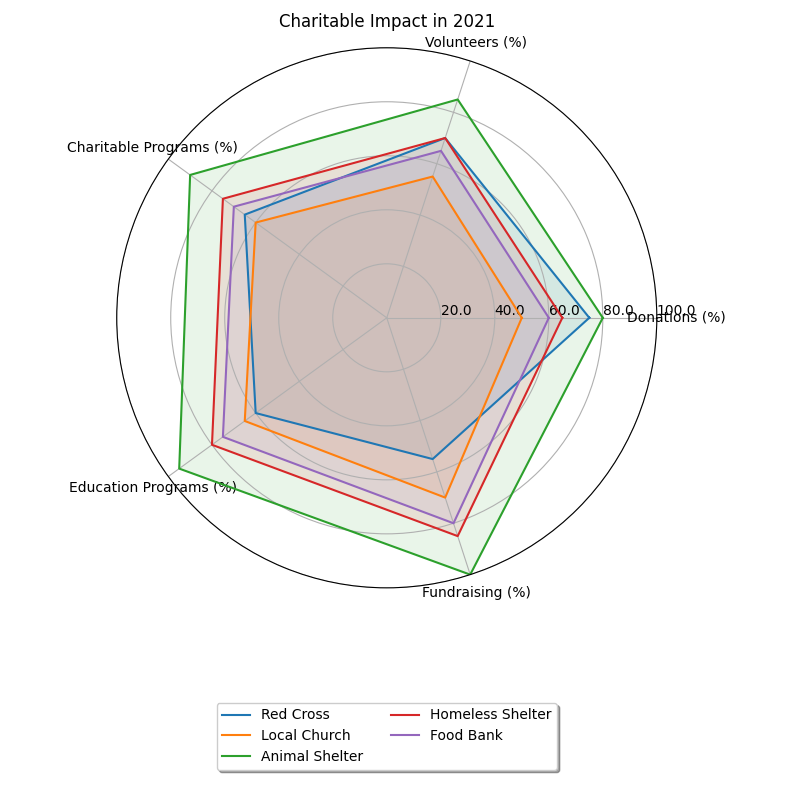 Charitable Impact in 2021
Volunteers (%)
Charitable Programs (%)
20.0
40.0
60.0
80.0
100.0
Donations (%)
Education Programs (%)
Fundraising (%)
Red Cross
Local Church
Animal Shelter
Homeless Shelter
Food Bank